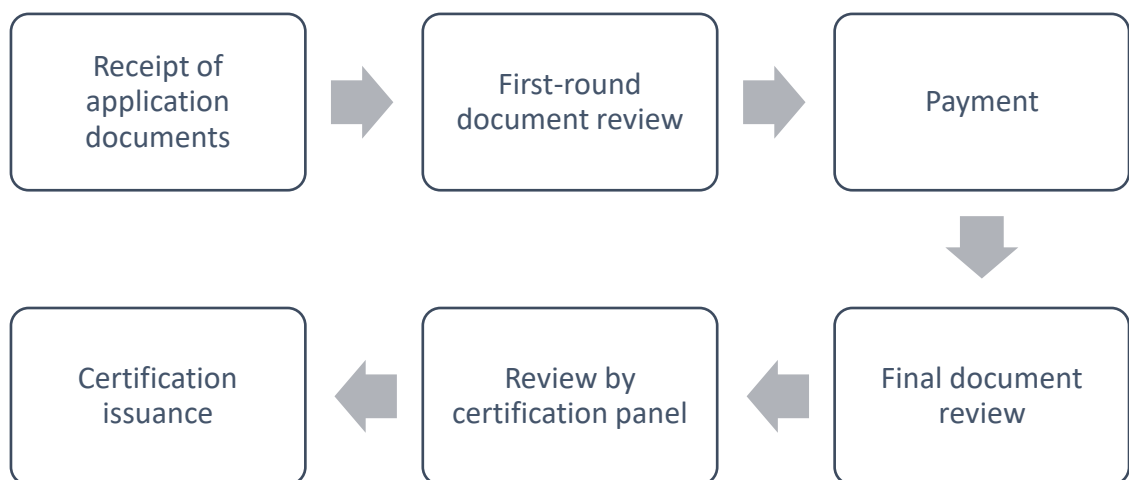 Receipt of
application
documents
First-round
document review
Payment
Final document
review
Review by
certification panel
Certification
issuance